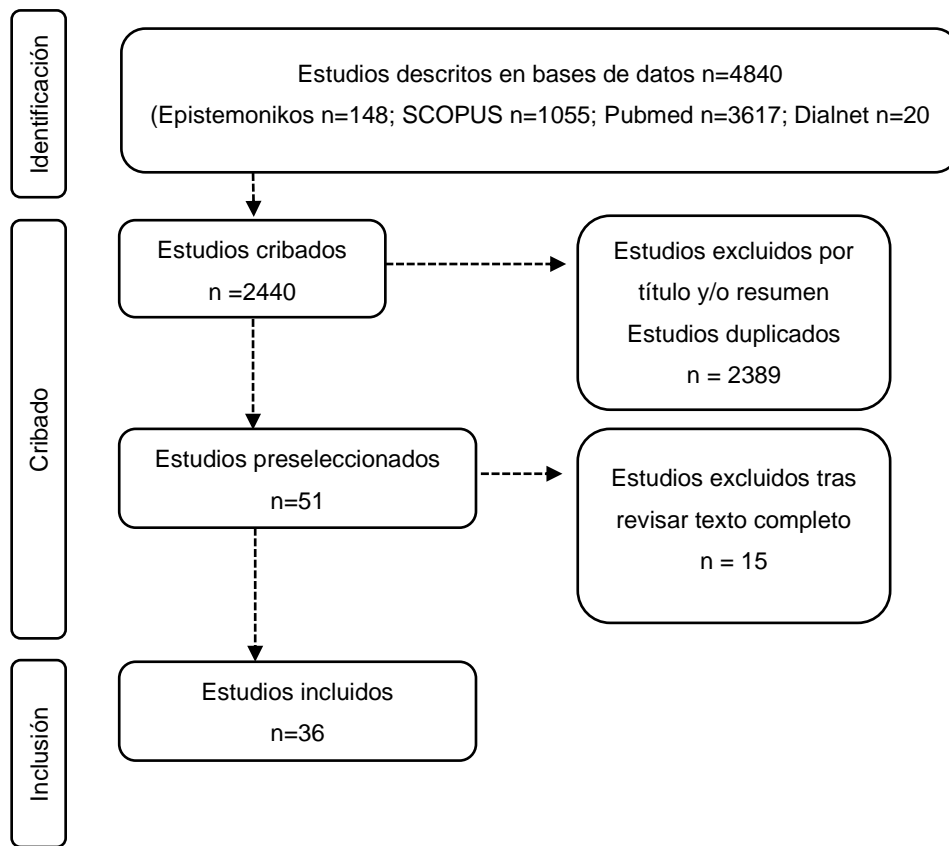 Identificación
Estudios descritos en bases de datos n=4840
(Epistemonikos n=148; SCOPUS n=1055; Pubmed n=3617; Dialnet n=20
Cribado
Estudios cribados
n =2440
Estudios excluidos por
título y/o resumen
Estudios duplicados
n = 2389
Estudios preseleccionados
n=51
Estudios excluidos tras
revisar texto completo
n = 15
Inclusión
Estudios incluidos
n=36